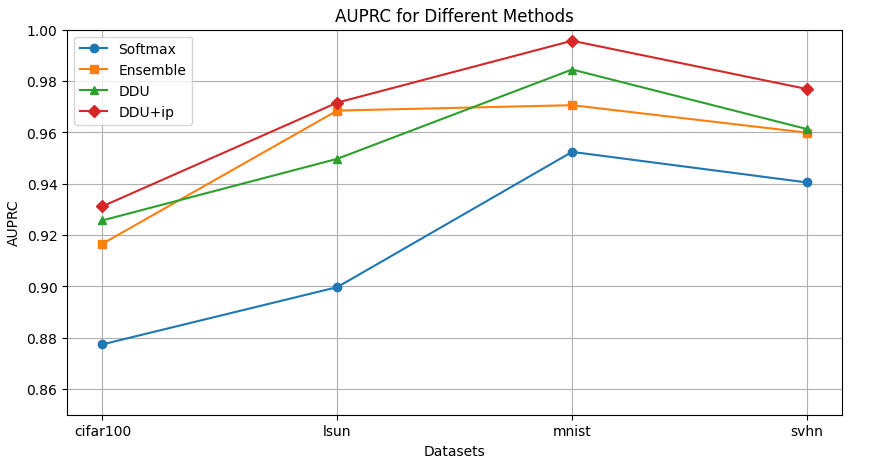 AUPRC for Different Methods
Softmax
Ensemble
DDU
DDU+ip
1.00
0.98
0.96
0.94
0.92
0.90
0.88
0.86
AUPRC
cifar100 lsun mnist svhn
Datasets